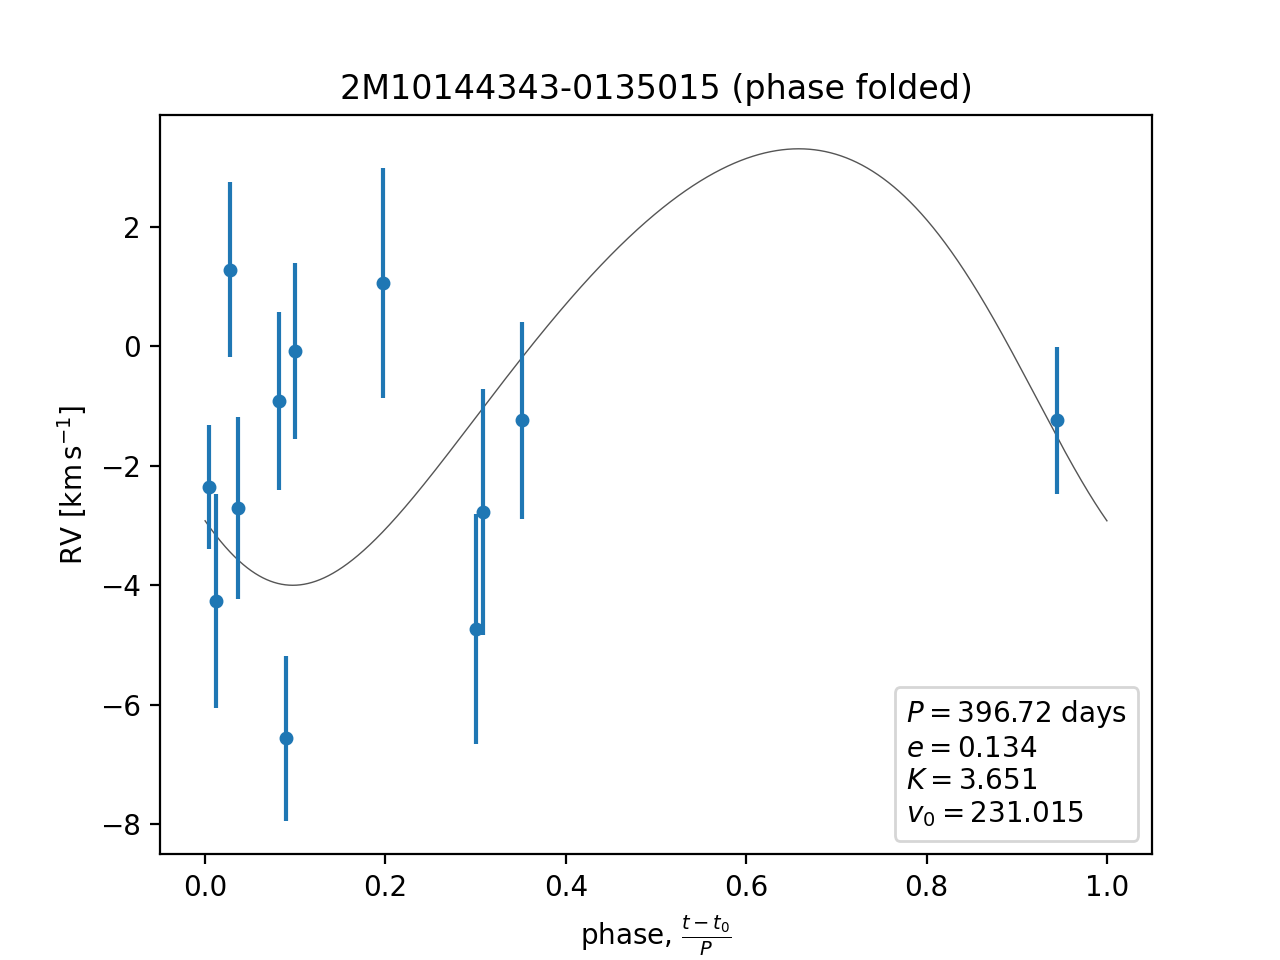 2M10144343-0135015 (phase folded)
RV [km s⁻¹]
2
0
−2
−4
−6
−8
P = 396.72 days
e = 0.134
K = 3.651
v₀ = 231.015
0.0 0.2 0.4 0.6 0.8 1.0
phase, (t − t₀)/P